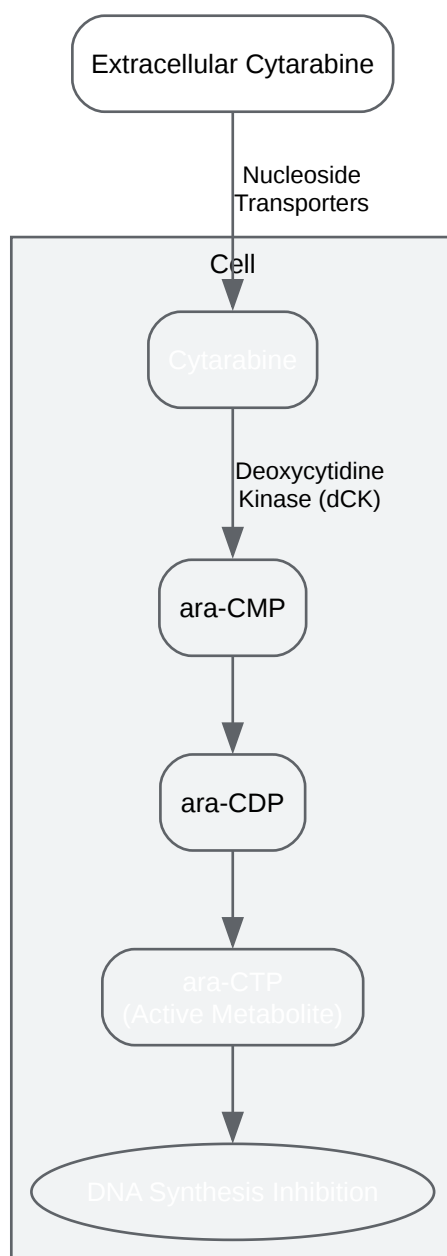 Extracellular Cytarabine
Nucleoside
Transporters
Cell
Cytarabine
Deoxycytidine
Kinase (dCK)
ara-CMP
ara-CDP
ara-CTP
(Active Metabolite)
DNA Synthesis Inhibition